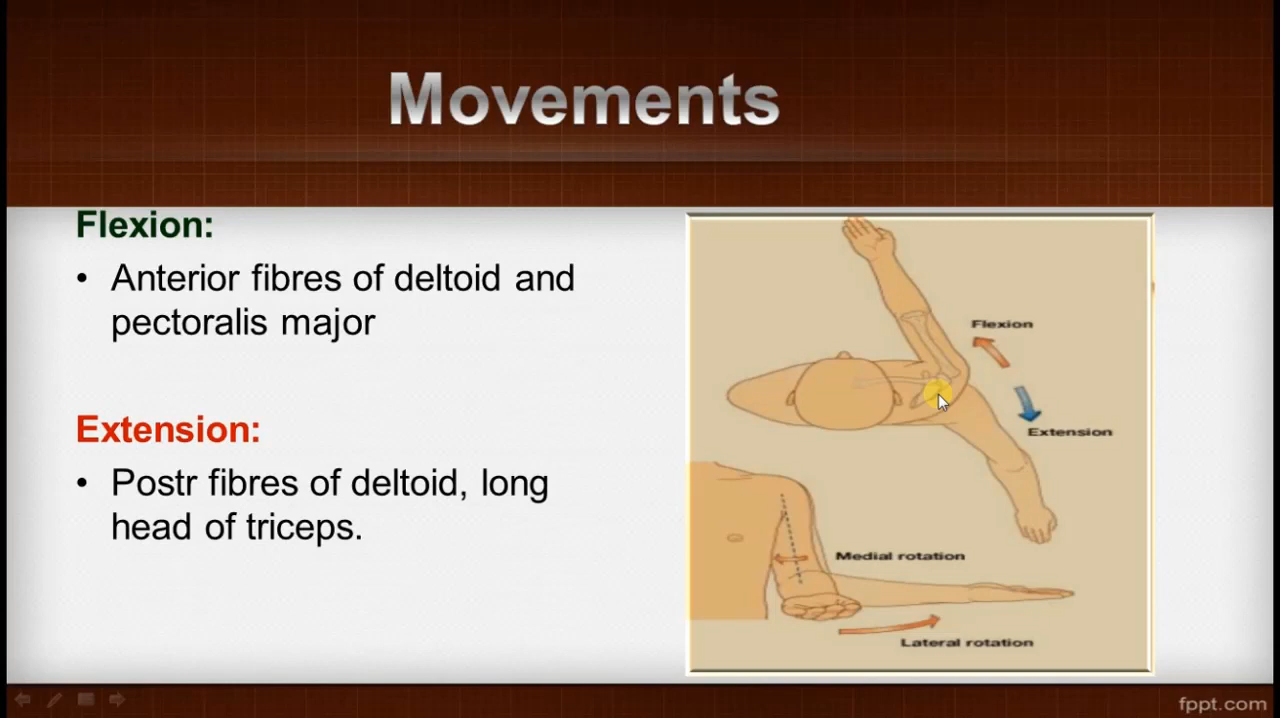 Movements
Flexion:
• Anterior fibres of deltoid and
pectoralis major
Extension:
• Postr fibres of deltoid, long
head of triceps.
Flexion
Extension
Medial rotation
Lateral rotation
fppt.com